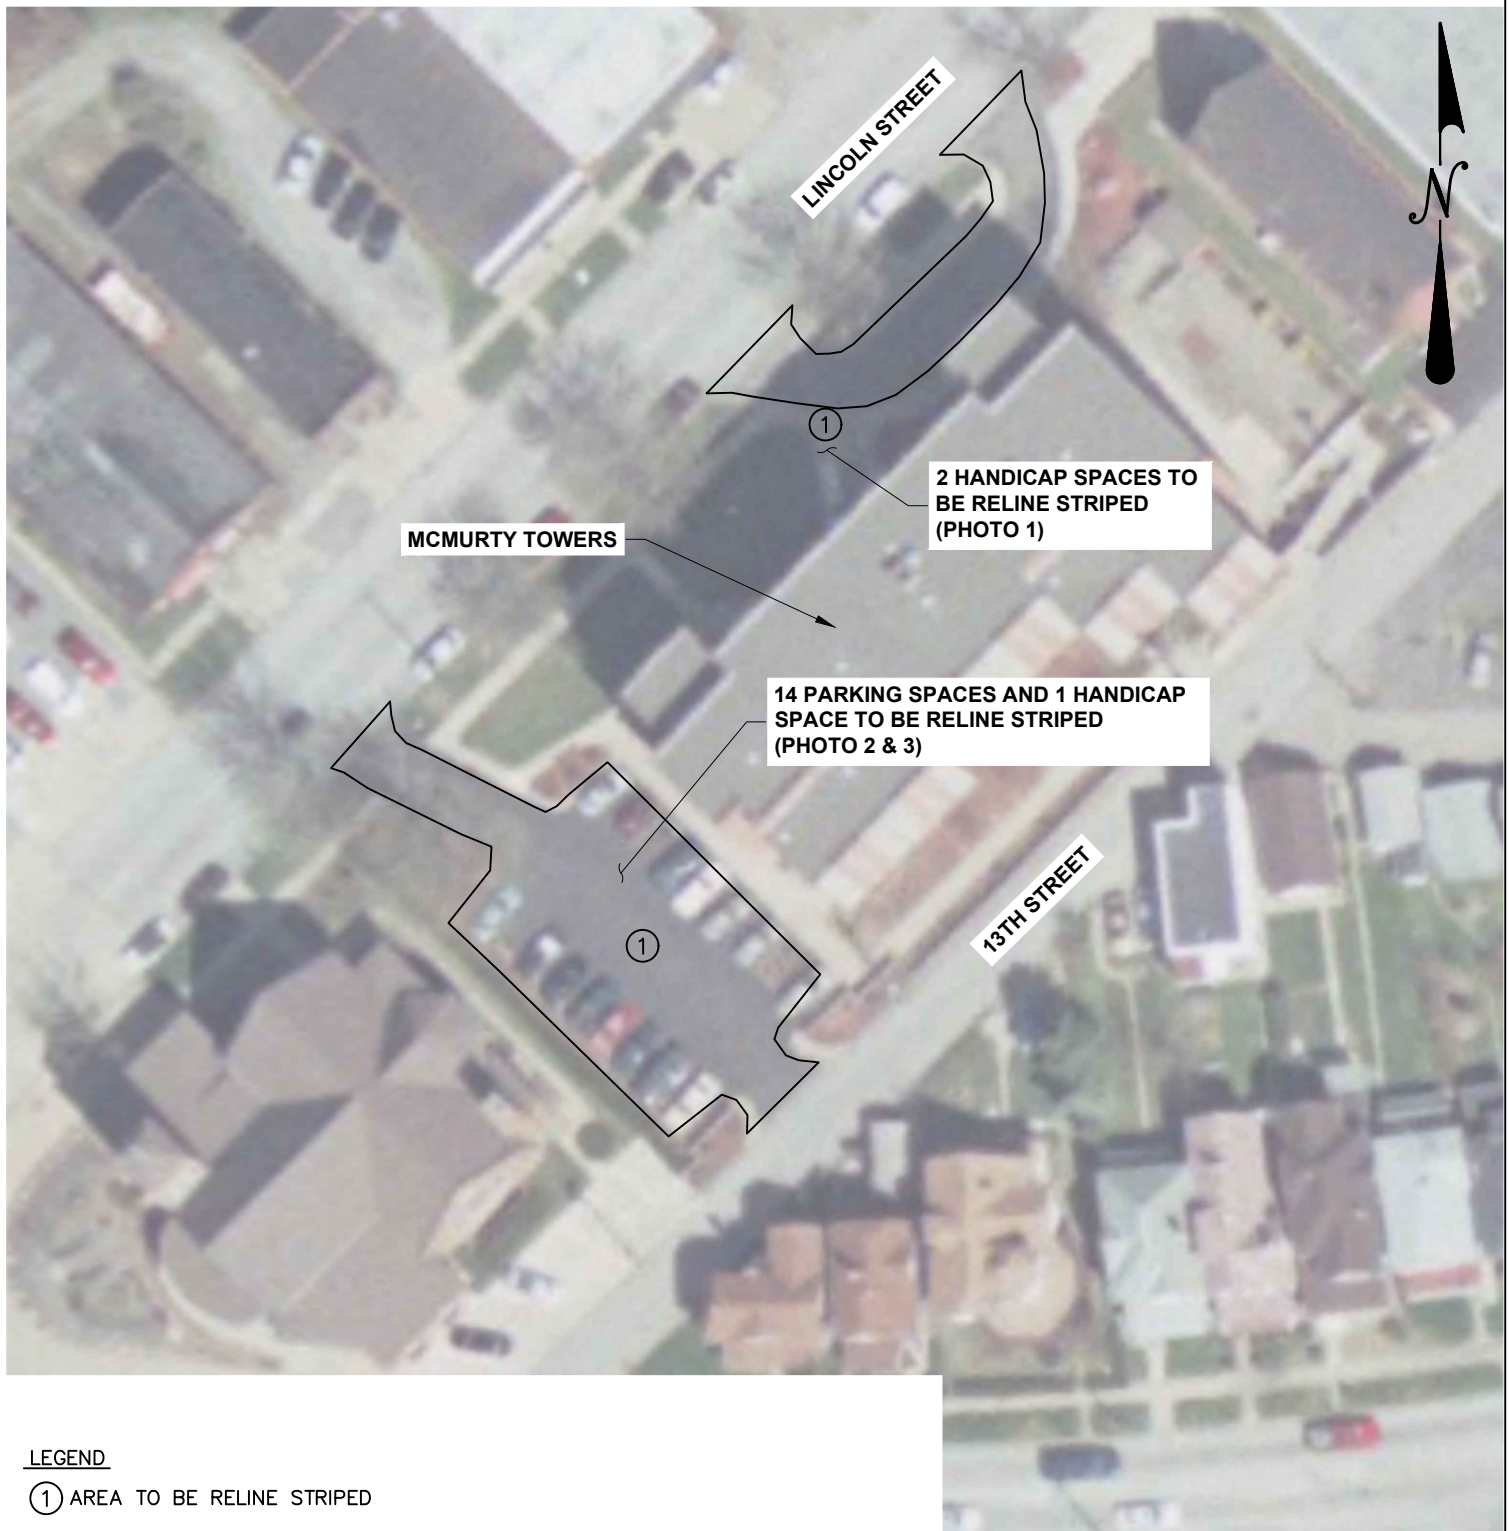 LINCOLN STREET
N
1
2 HANDICAP SPACES TO
BE RELINE STRIPED
(PHOTO 1)
MCMURTY TOWERS
14 PARKING SPACES AND 1 HANDICAP
SPACE TO BE RELINE STRIPED
(PHOTO 2 & 3)
13TH STREET
1
LEGEND
1 AREA TO BE RELINE STRIPED